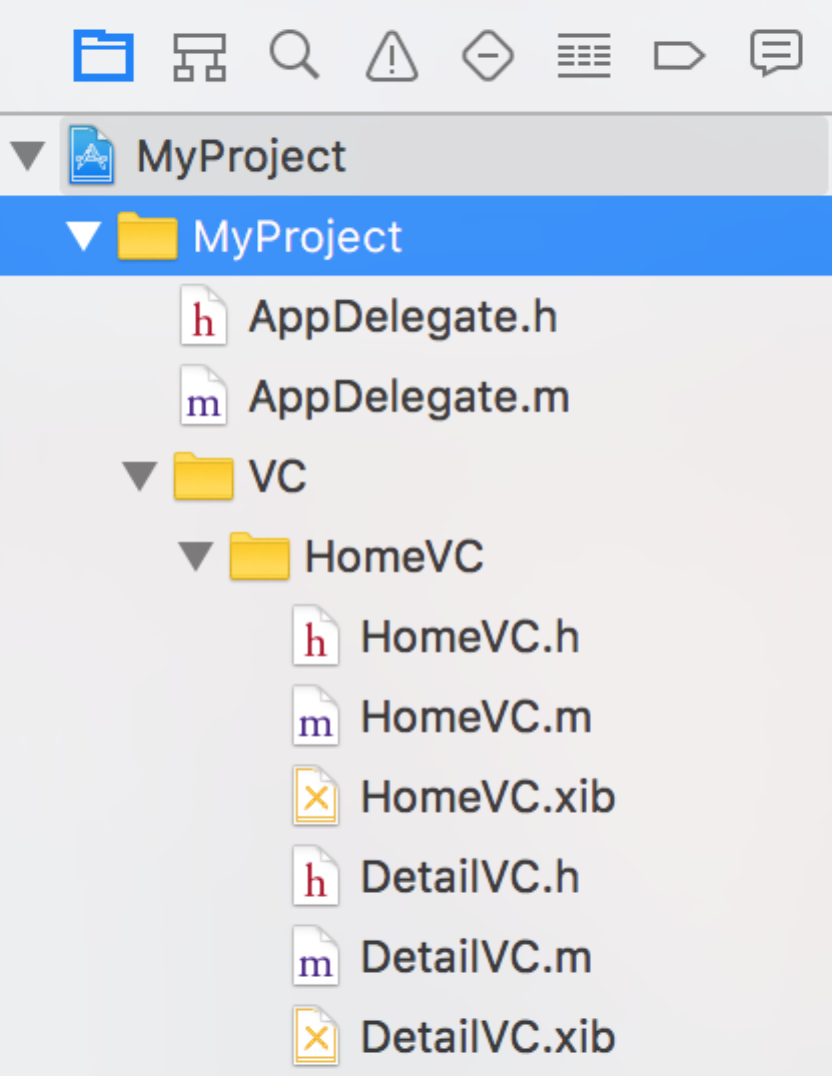 MyProject
MyProject
AppDelegate.h
AppDelegate.m
VC
HomeVC
HomeVC.h
HomeVC.m
HomeVC.xib
DetailVC.h
DetailVC.m
DetailVC.xib